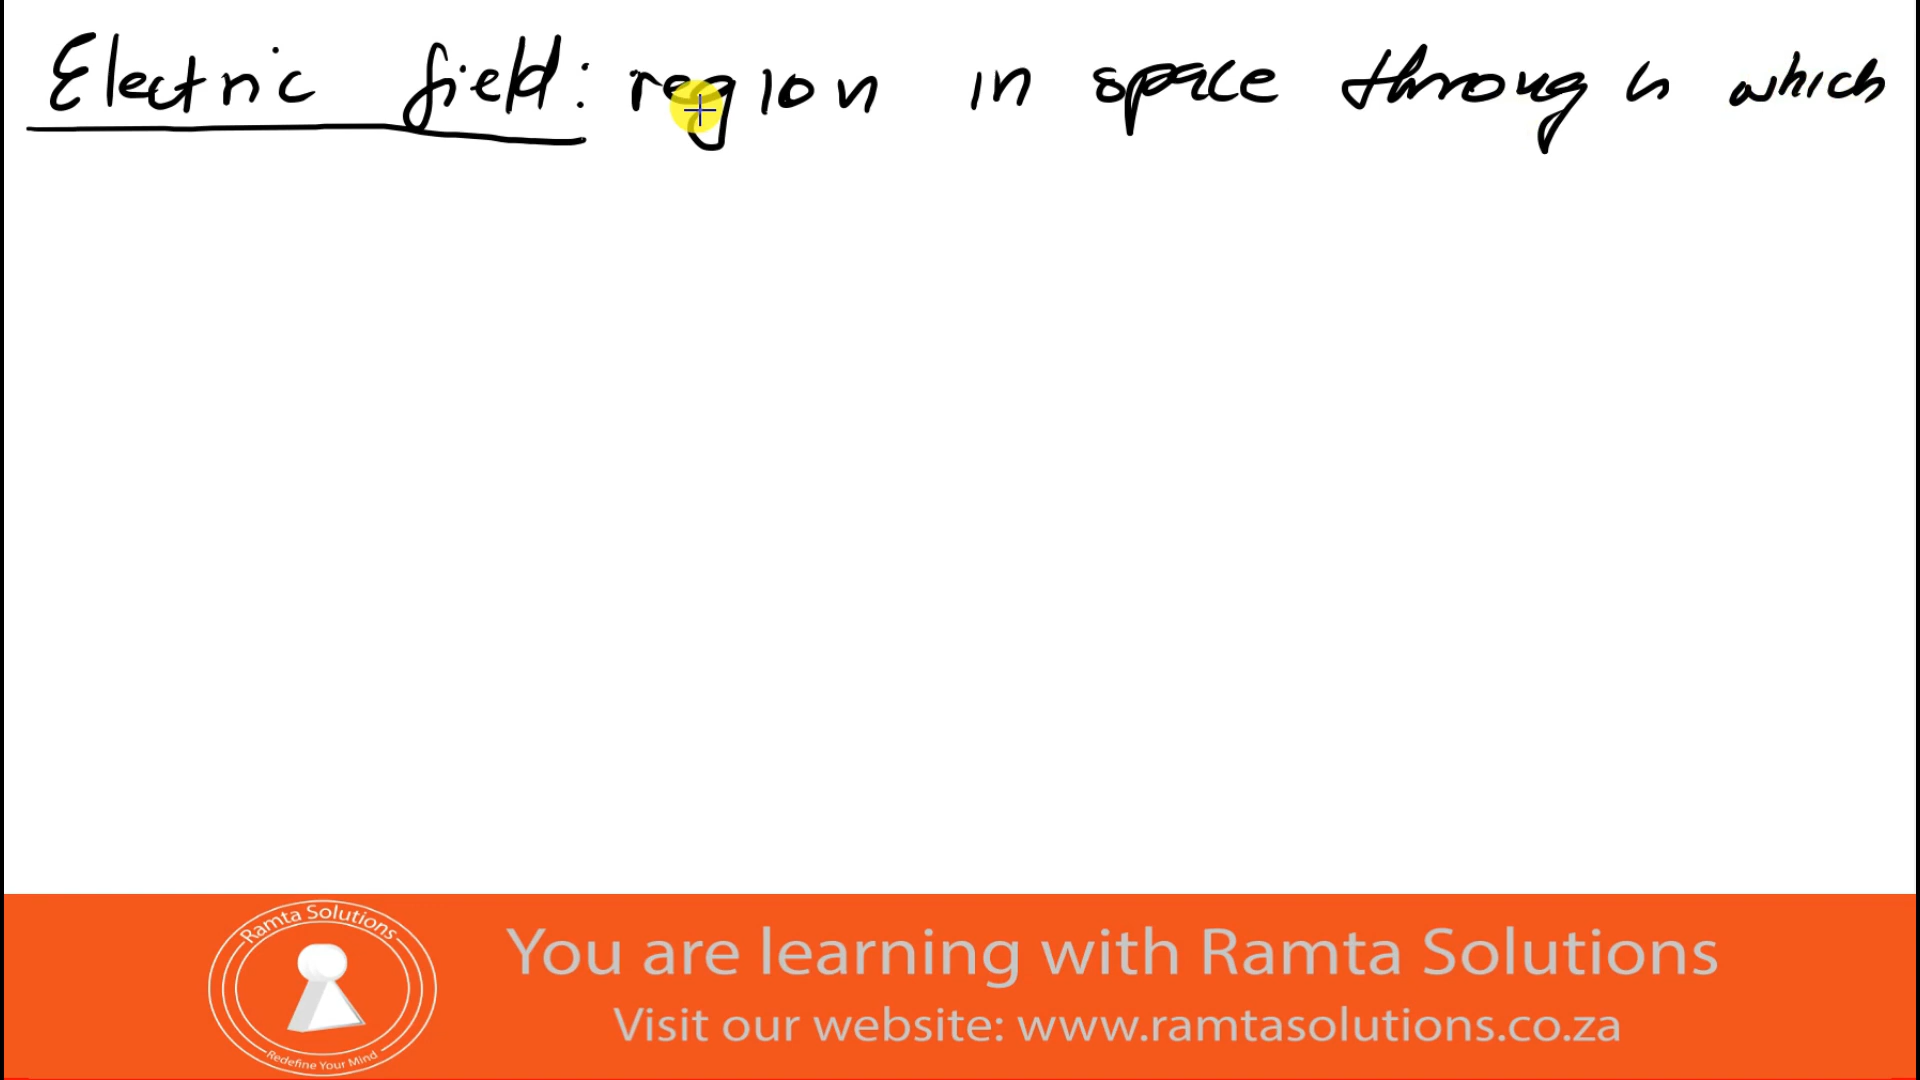 Electric field: region in space through which
You are learning with Ramta Solutions
Visit our website: www.ramtasolutions.co.za
Ramta Solutions
Redefine Your Mind